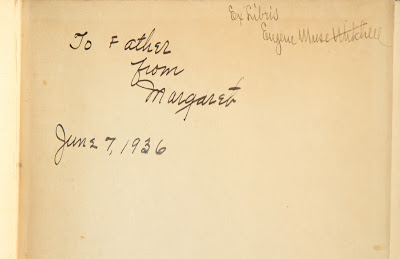 Ex Libris
Eugene Muse Mitchell
To Father
from
Margaret
June 7, 1936